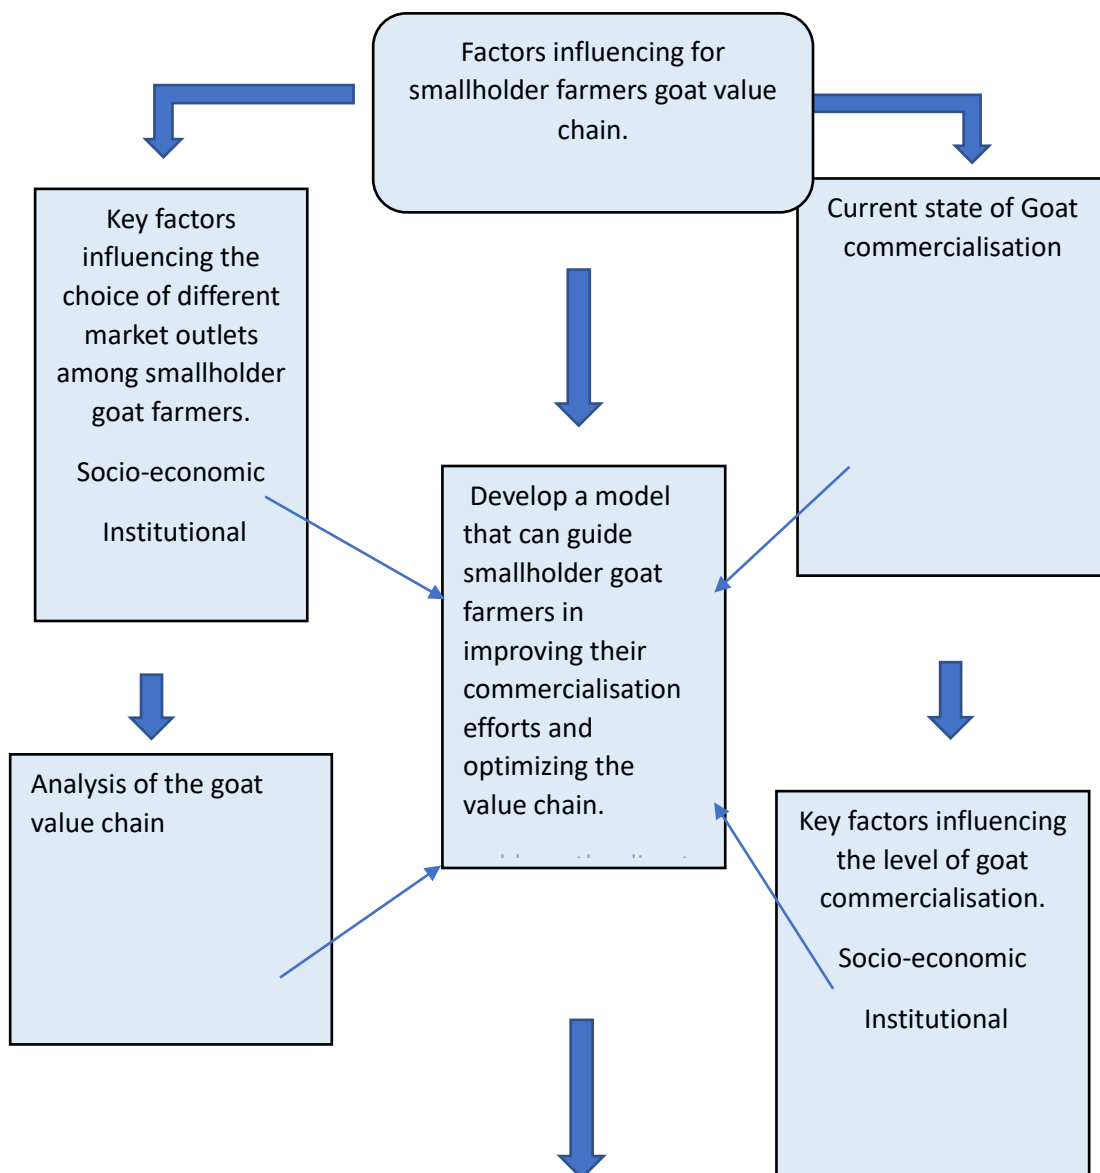 Factors influencing for
smallholder farmers goat value
chain.
Key factors
influencing the
choice of different
market outlets
among smallholder
goat farmers.
Socio-economic
Institutional
Current state of Goat
commercialisation
Develop a model
that can guide
smallholder goat
farmers in
improving their
commercialisation
efforts and
optimizing the
value chain.
Analysis of the goat
value chain
Key factors influencing
the level of goat
commercialisation.
Socio-economic
Institutional